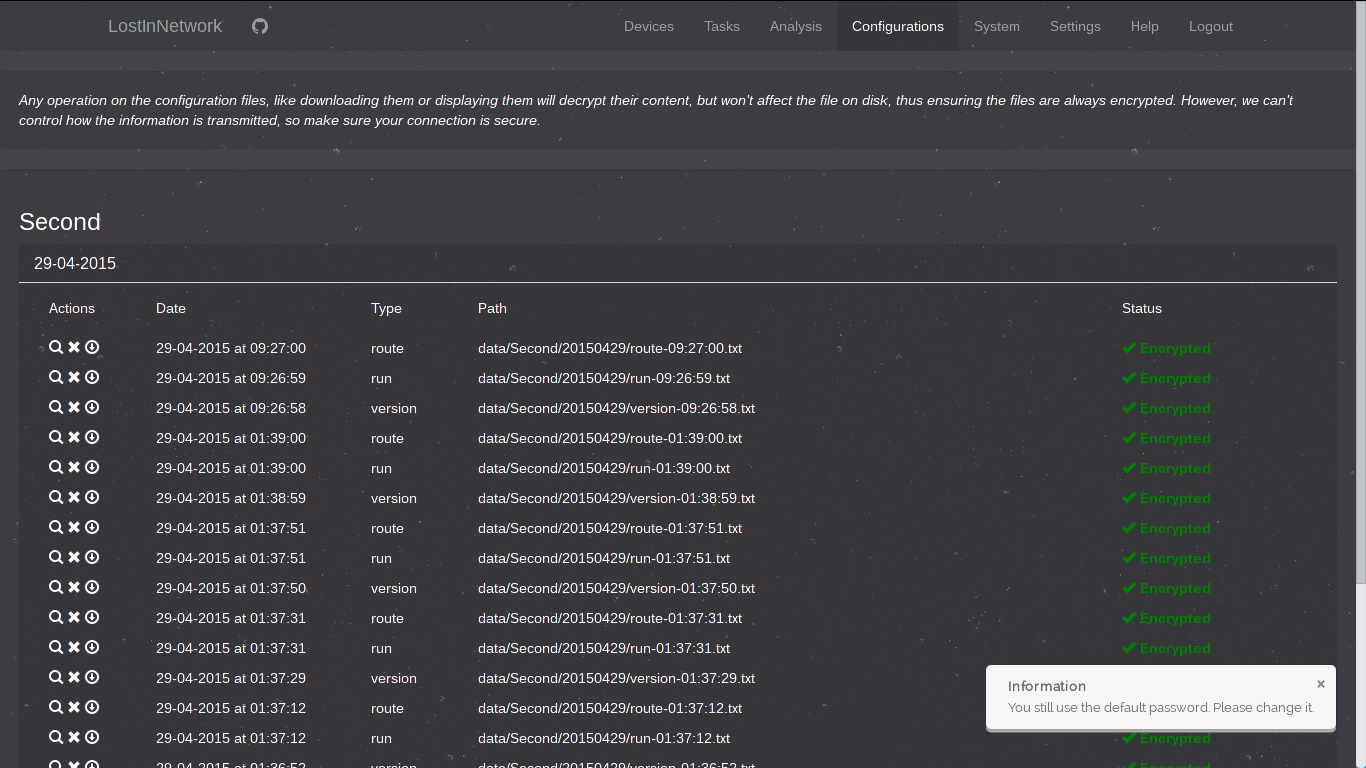 LostInNetwork Devices Tasks Analysis Configurations System Settings Help Logout
Any operation on the configuration files, like downloading them or displaying them will decrypt their content, but won't affect the file on disk, thus ensuring the files are always encrypted. However, we can't
control how the information is transmitted, so make sure your connection is secure.
Second
29-04-2015
Actions Date Type Path Status
29-04-2015 at 09:27:00 route data/Second/20150429/route-09:27:00.txt Encrypted
29-04-2015 at 09:26:59 run data/Second/20150429/run-09:26:59.txt Encrypted
29-04-2015 at 09:26:58 version data/Second/20150429/version-09:26:58.txt Encrypted
29-04-2015 at 01:39:00 route data/Second/20150429/route-01:39:00.txt Encrypted
29-04-2015 at 01:39:00 run data/Second/20150429/run-01:39:00.txt Encrypted
29-04-2015 at 01:38:59 version data/Second/20150429/version-01:38:59.txt Encrypted
29-04-2015 at 01:37:51 route data/Second/20150429/route-01:37:51.txt Encrypted
29-04-2015 at 01:37:51 run data/Second/20150429/run-01:37:51.txt Encrypted
29-04-2015 at 01:37:50 version data/Second/20150429/version-01:37:50.txt Encrypted
29-04-2015 at 01:37:31 route data/Second/20150429/route-01:37:31.txt Encrypted
29-04-2015 at 01:37:31 run data/Second/20150429/run-01:37:31.txt Encrypted
29-04-2015 at 01:37:29 version data/Second/20150429/version-01:37:29.txt
29-04-2015 at 01:37:12 route data/Second/20150429/route-01:37:12.txt
29-04-2015 at 01:37:12 run data/Second/20150429/run-01:37:12.txt Encrypted
29-04-2015 at 01:36:52 version data/Second/20150429/version-01:36:52.txt
Information
You still use the default password. Please change it.